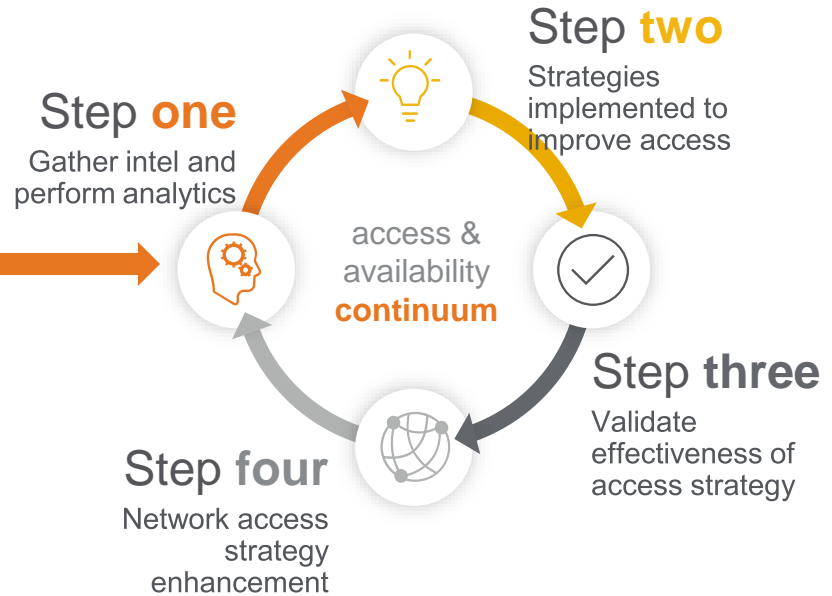 Step one
Gather intel and
perform analytics
Step two
Strategies
implemented to
improve access
access &
availability
continuum
Step three
Validate
effectiveness of
access strategy
Step four
Network access
strategy
enhancement